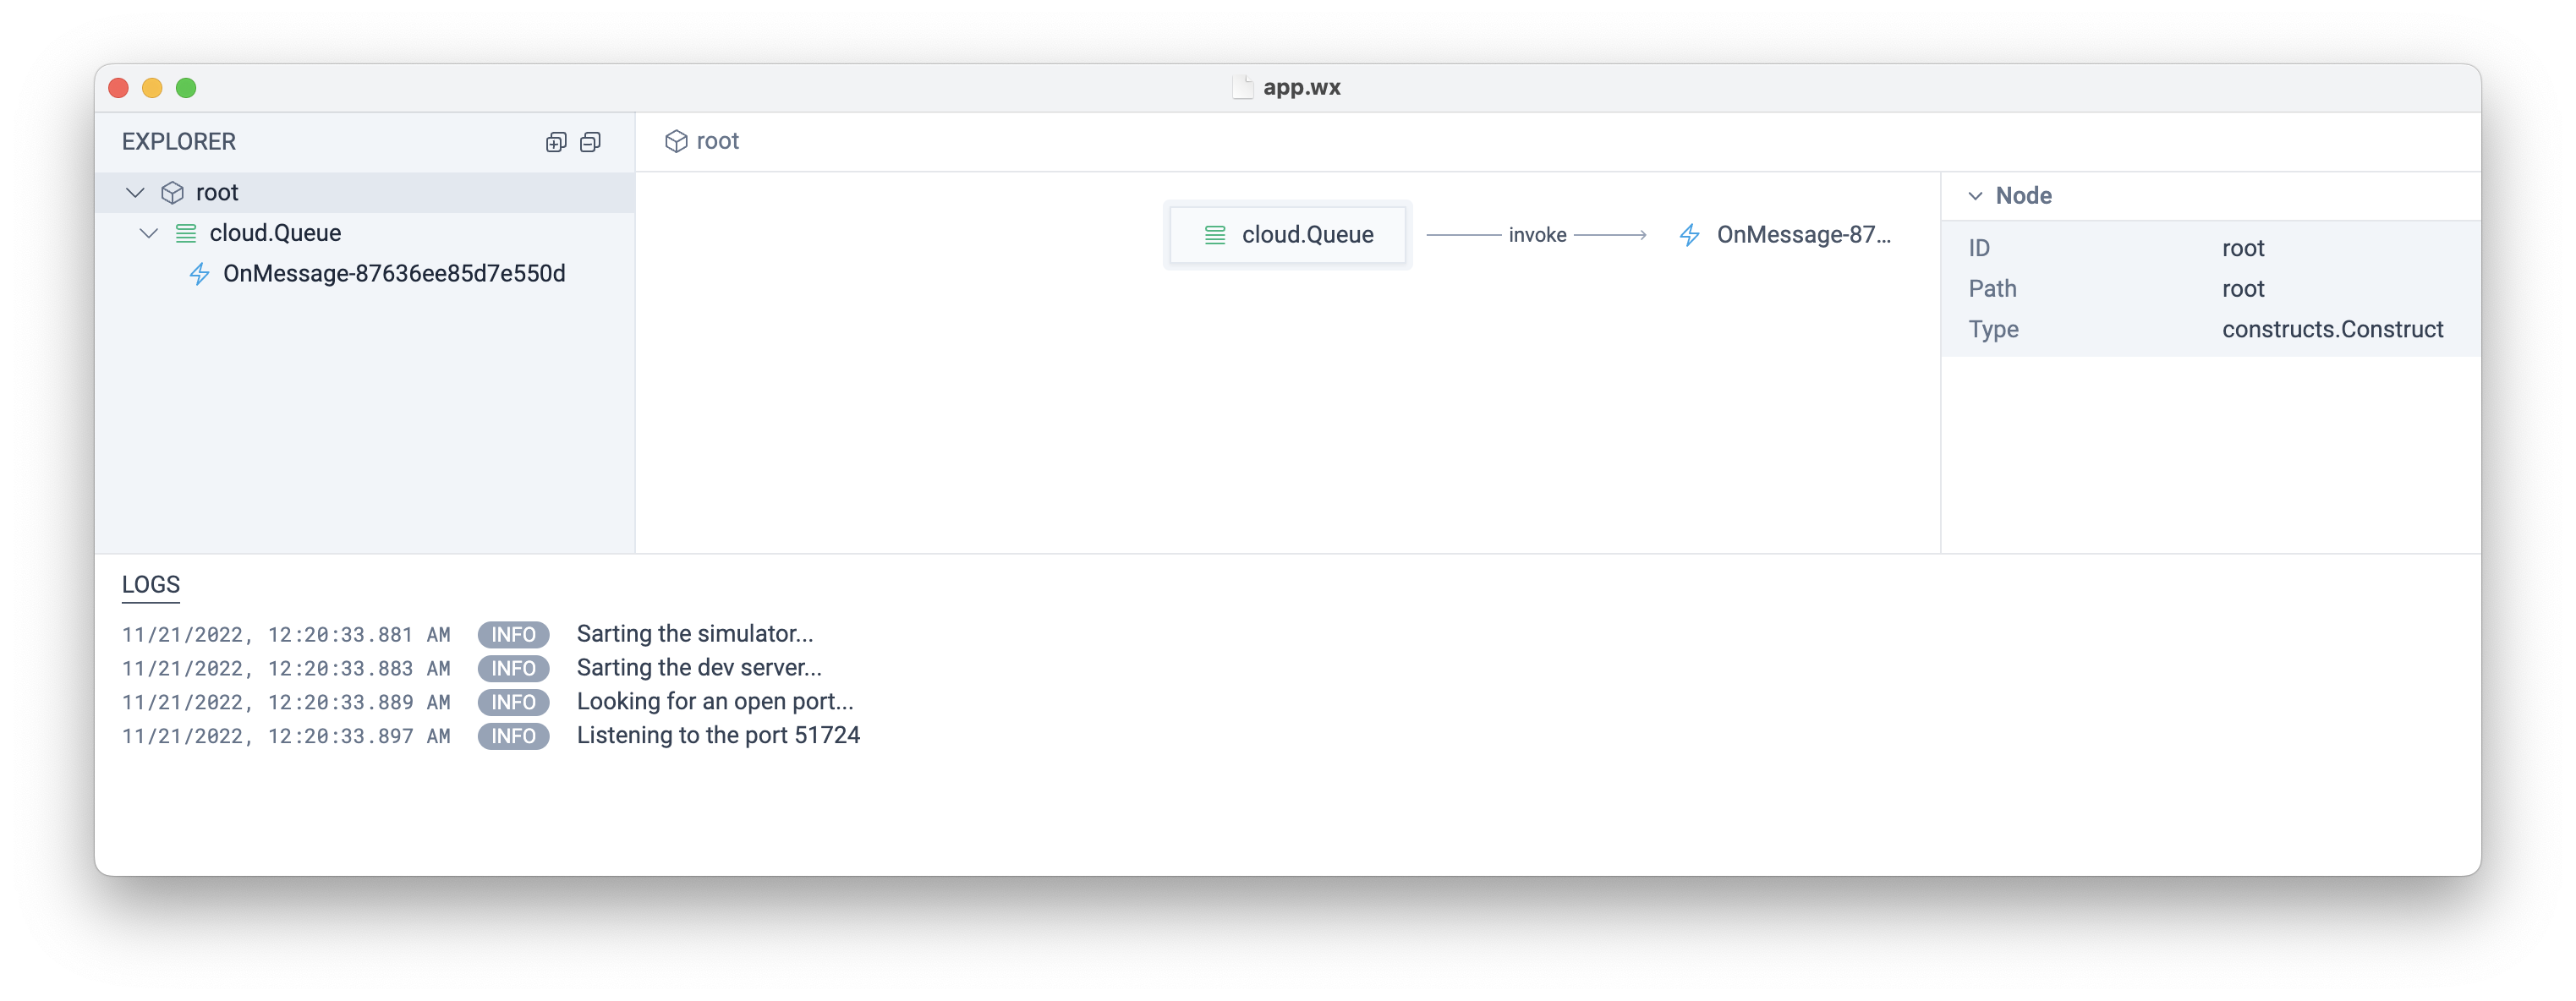 app.wx
EXPLORER
root
cloud.Queue
OnMessage-87636ee85d7e550d
root
cloud.Queue
invoke
OnMessage-87...
Node
ID root
Path root
Type constructs.Construct
LOGS
11/21/2022, 12:20:33.881 AM INFO Sarting the simulator...
11/21/2022, 12:20:33.883 AM INFO Sarting the dev server...
11/21/2022, 12:20:33.889 AM INFO Looking for an open port...
11/21/2022, 12:20:33.897 AM INFO Listening to the port 51724